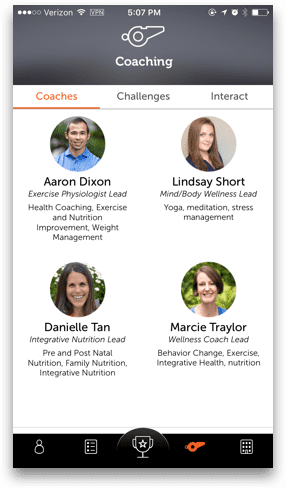 Verizon VPN 5:07 PM
Coaching
Coaches Challenges Interact
Aaron Dixon
Exercise Physiologist Lead
Health Coaching, Exercise
and Nutrition
Improvement, Weight
Management
Lindsay Short
Mind/Body Wellness Lead
Yoga, meditation, stress
management
Danielle Tan
Integrative Nutrition Lead
Pre and Post Natal
Nutrition, Family Nutrition,
Integrative Nutrition
Marcie Traylor
Wellness Coach Lead
Behavior Change, Exercise,
Integrative Health, nutrition